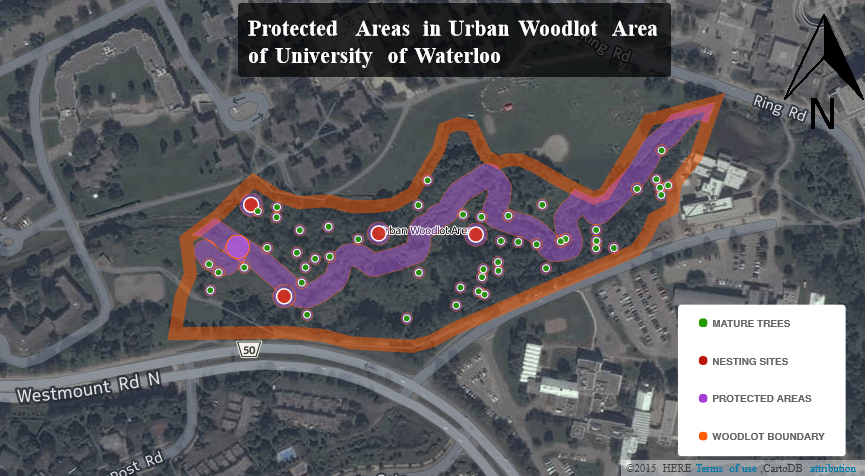 Protected Areas in Urban Woodlot Area
of University of Waterloo
Ring Rd
Ring Rd
N
Urban Woodlot Area
50
Westmount Rd N
Post Rd
MATURE TREES
NESTING SITES
PROTECTED AREAS
WOODLOT BOUNDARY
©2015 HERE Terms of use ,CartoDB attribution